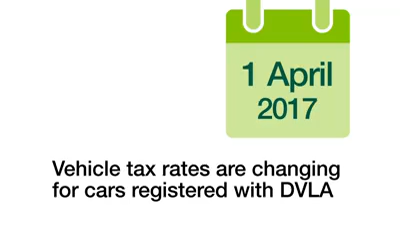 1 April
2017
Vehicle tax rates are changing
for cars registered with DVLA